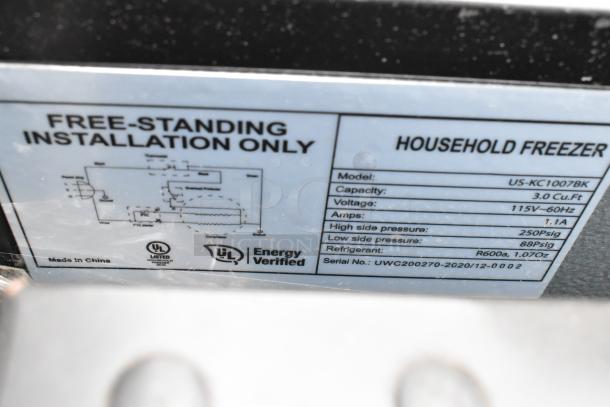 FREE-STANDING
INSTALLATION ONLY
Made in China
UL
LISTED
UL
Energy
Verified
HOUSEHOLD FREEZER
Model: US-KC1007BK
Capacity: 3.0 Cu.Ft
Voltage: 115V~60Hz
Amps: 1.1A
High side pressure: 250Psig
Low side pressure: 88Psig
Refrigerant: R600a, 1.07Oz
Serial No.: UWC200270-2020/12-0002